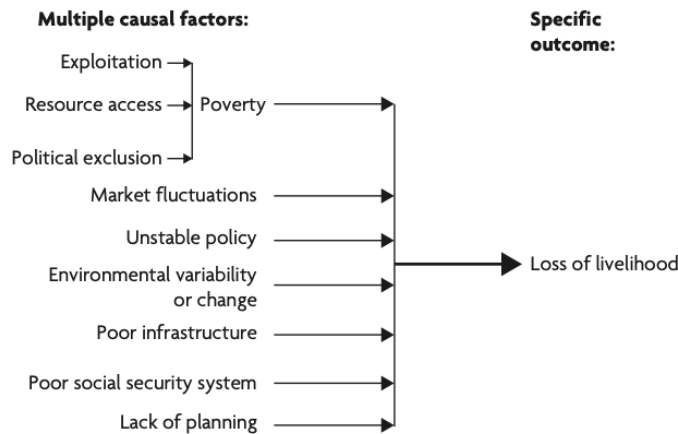 Multiple causal factors:
Specific
outcome:
Exploitation
Resource access
Poverty
Political exclusion
Market fluctuations
Unstable policy
Environmental variability
or change
Loss of livelihood
Poor infrastructure
Poor social security system
Lack of planning